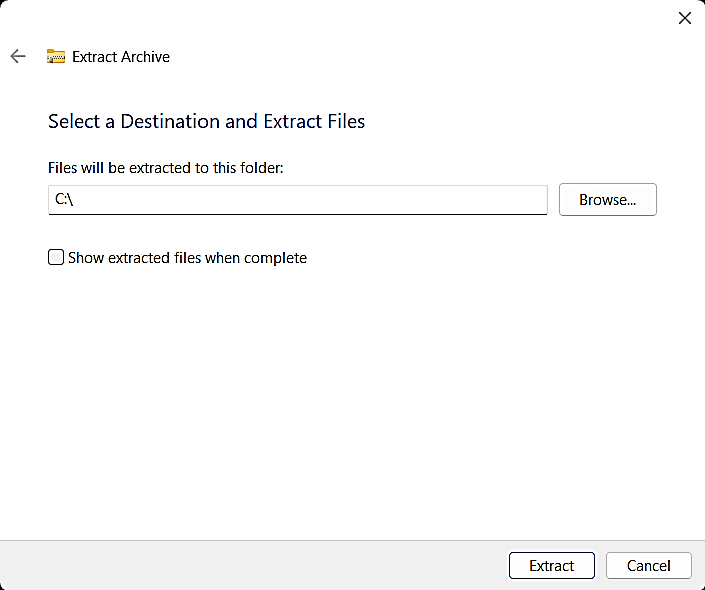 Extract Archive
Select a Destination and Extract Files
Files will be extracted to this folder:
C:\
Browse...
Show extracted files when complete
Extract
Cancel